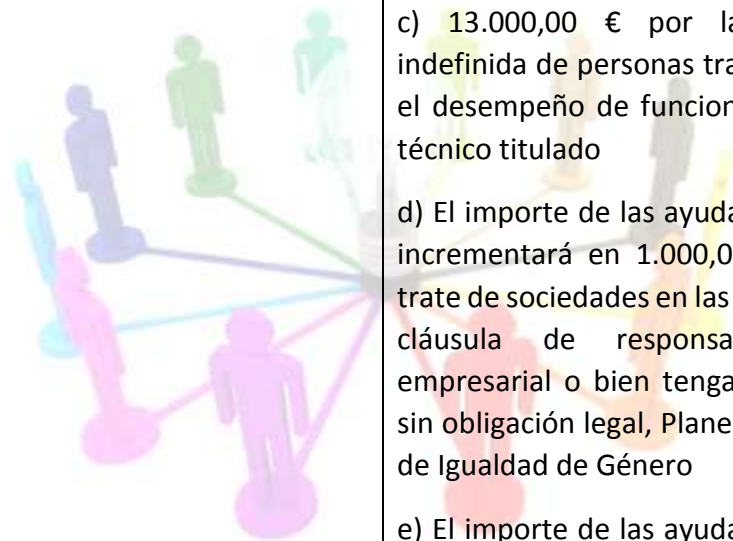 c) 13.000,00 € por la
indefinida de personas tra
el desempeño de funcion
técnico titulado
d) El importe de las ayuda
incrementará en 1.000,0
trate de sociedades en las
cláusula de responsa
empresarial o bien tenga
sin obligación legal, Plane
de Igualdad de Género
e) El importe de las ayuda